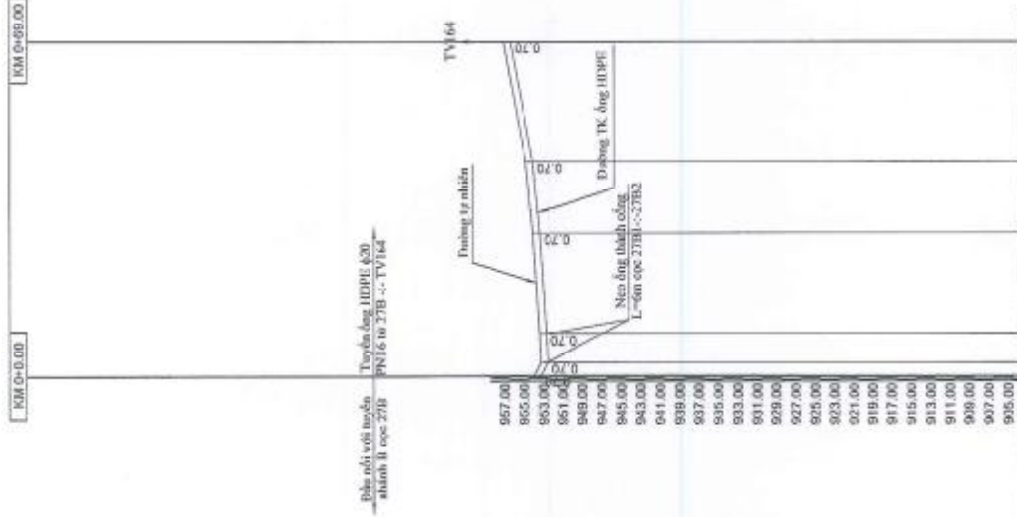 KM 0+0.00
KM 0+69.00
Đấu nối với tuyến
nhánh II cọc 27B
Tuyến ống HDPE ϕ20
PN16 từ 27B -:- TV164
TV164
Đường tự nhiên
Đường TK ống HDPE
Neo ống thành cống
L=6m cọc 27B1-:-27B2
0.70
0.70
0.70
0.70
0.70
957.00
955.00
953.00
951.00
949.00
947.00
945.00
943.00
941.00
939.00
937.00
935.00
933.00
931.00
929.00
927.00
925.00
923.00
921.00
919.00
917.00
915.00
913.00
911.00
909.00
907.00
905.00